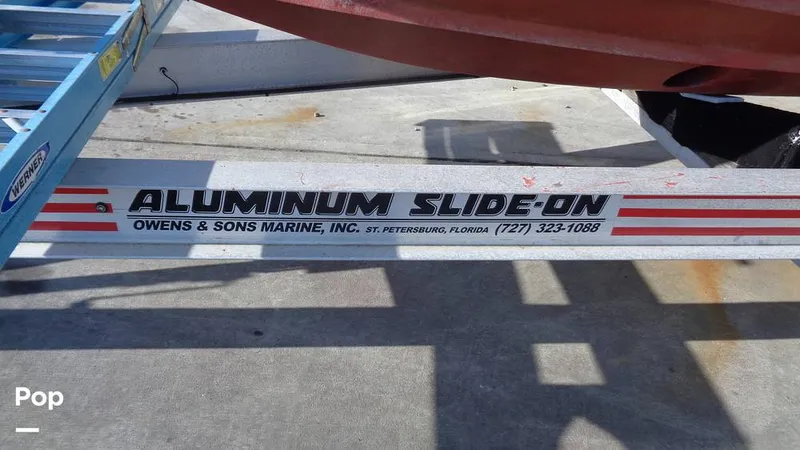 WERNER
ALUMINUM SLIDE-ON
OWENS & SONS MARINE, INC. ST. PETERSBURG, FLORIDA (727) 323-1088
Pop